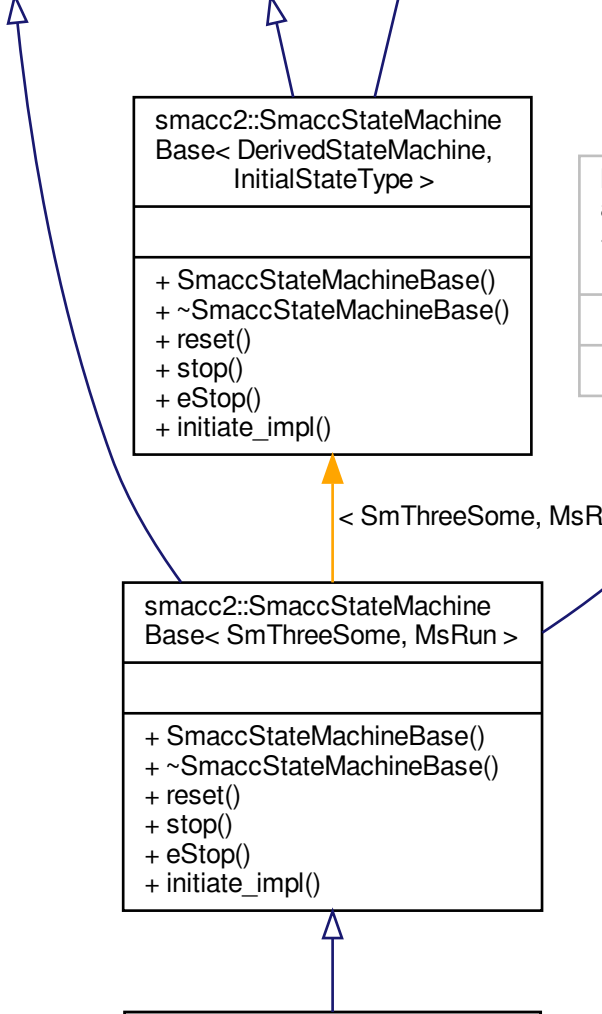 smacc2::SmaccStateMachine
Base< DerivedStateMachine,
InitialStateType >
+ SmaccStateMachineBase()
+ ~SmaccStateMachineBase()
+ reset()
+ stop()
+ eStop()
+ initiate_impl()
< SmThreeSome, MsR
smacc2::SmaccStateMachine
Base< SmThreeSome, MsRun >
+ SmaccStateMachineBase()
+ ~SmaccStateMachineBase()
+ reset()
+ stop()
+ eStop()
+ initiate_impl()